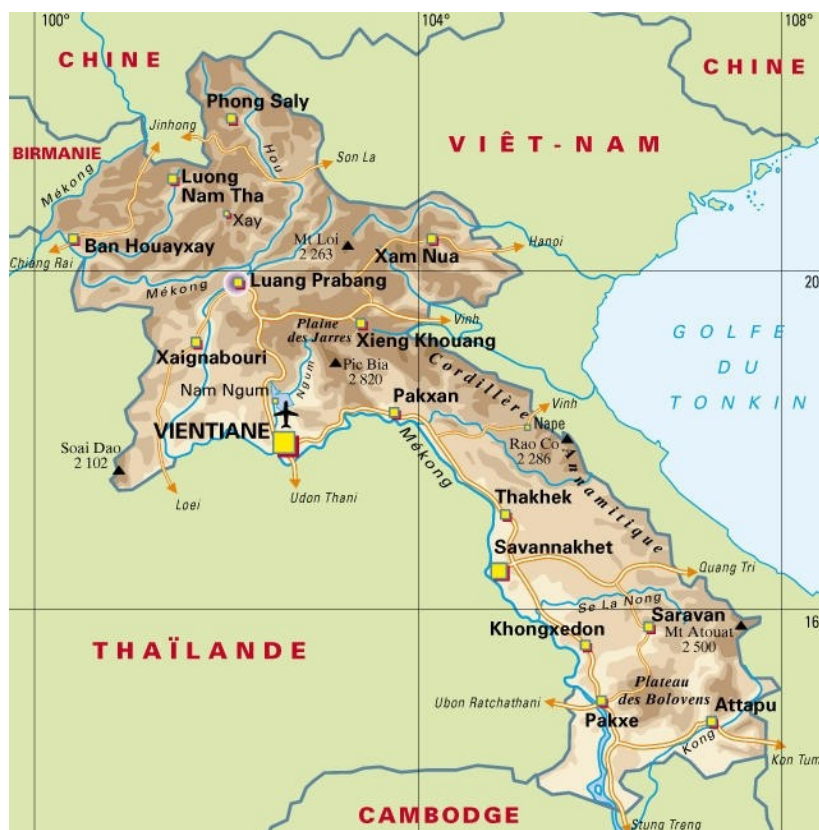 100°
104°
108°
CHINE
CHINE
Phong Saly
Jinhong
Hou
VIÊT-NAM
BIRMANIE
Son La
Mékong
Luong
Nam Tha
Xay
Mt Loi
2 263
Ban Houayxay
Xam Nua
Hanoi
Chiang Rai
20
Mékong
Luang Prabang
Plaine
des Jarres
Vinh
Xieng Khouang
GOLFE
DU
TONKIN
Xaignabouri
Pic Bia
2 820
Ngum
Nam Ngum
Cordillère
Annamitique
Pakxan
Vinh
Nape
VIENTIANE
Mékong
Rao Co
2 286
Soai Dao
2 102
Loei
Udon Thani
Thakhek
Savannakhet
Quang Tri
Se La Nong
16
Saravan
Khongxedon
Mt Atouat
2 500
THAÏLANDE
Plateau
des Bolovens
Ubon Ratchathani
Attapu
Pakxe
Kong
Kon Tum
CAMBODGE
Stung Treng